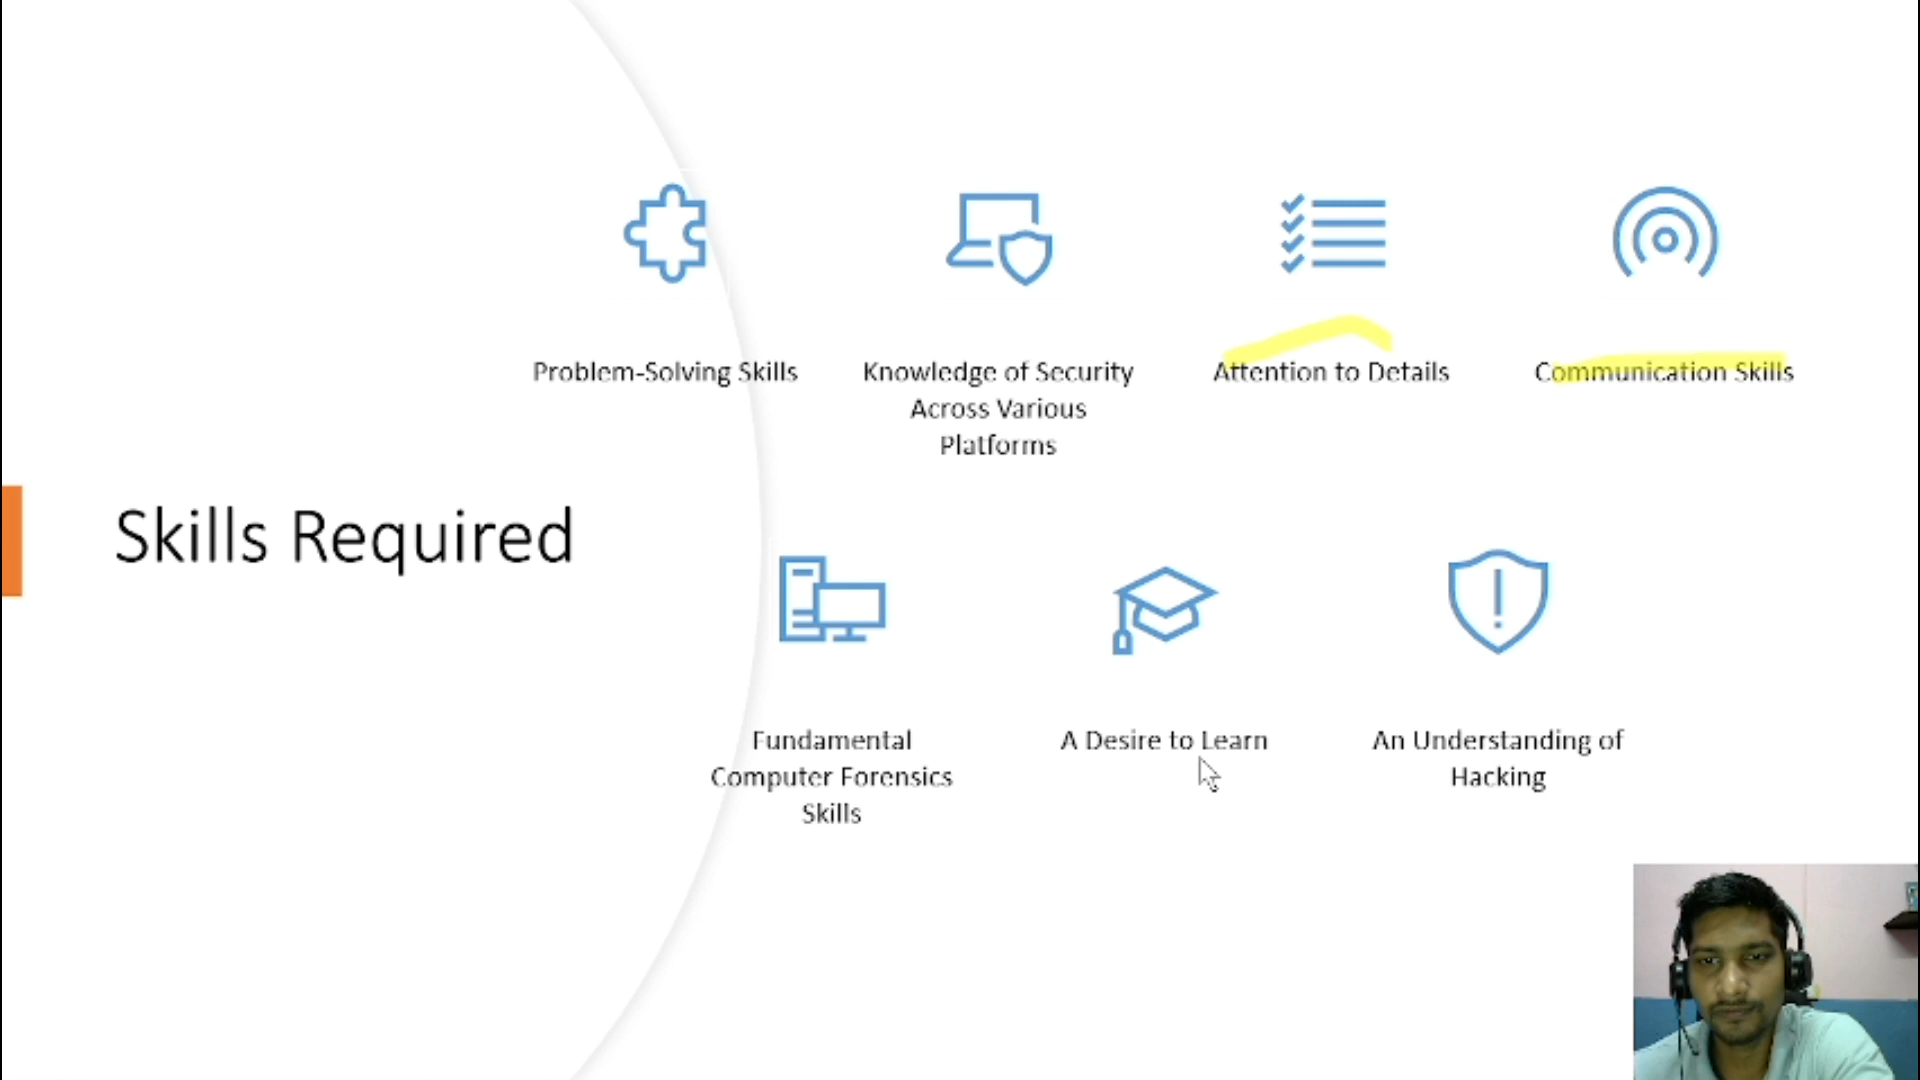 Problem-Solving Skills
Knowledge of Security
Across Various
Platforms
Attention to Details
Communication Skills
Skills Required
Fundamental
Computer Forensics
Skills
A Desire to Learn
An Understanding of
Hacking